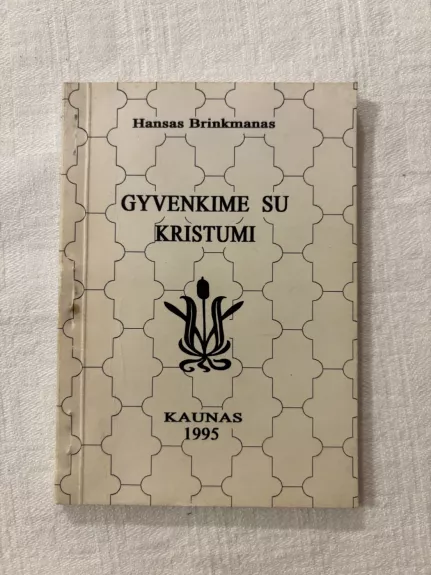 Hansas Brinkmanas
GYVENKIME SU
KRISTUMI
KAUNAS
1995